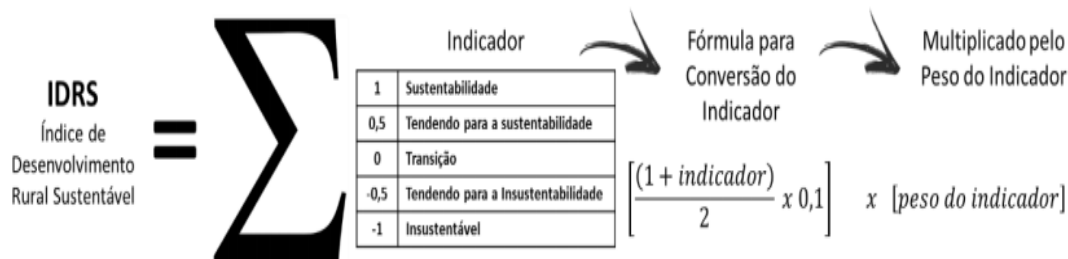 IDRS
Índice de
Desenvolvimento
Rural Sustentável
=
∑
Indicador
1 Sustentabilidade
0,5 Tendendo para a sustentabilidade
0 Transição
-0,5 Tendendo para a Insustentabilidade
-1 Insustentável
Fórmula para
Conversão do
Indicador
[(1 + indicador)/2 x 0,1]
Multiplicado pelo
Peso do Indicador
x [peso do indicador]